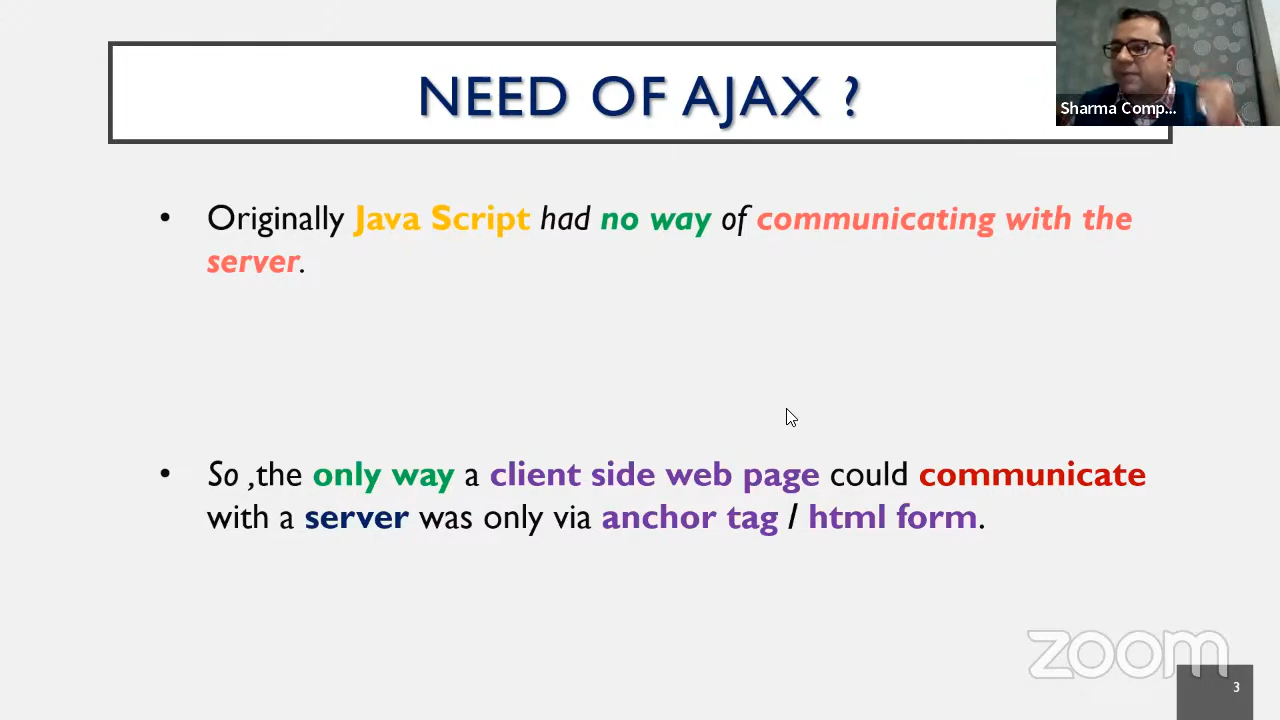 NEED OF AJAX ?
Sharma Comp...
• Originally Java Script had no way of communicating with the
server.
• So ,the only way a client side web page could communicate
with a server was only via anchor tag / html form.
zoom
3